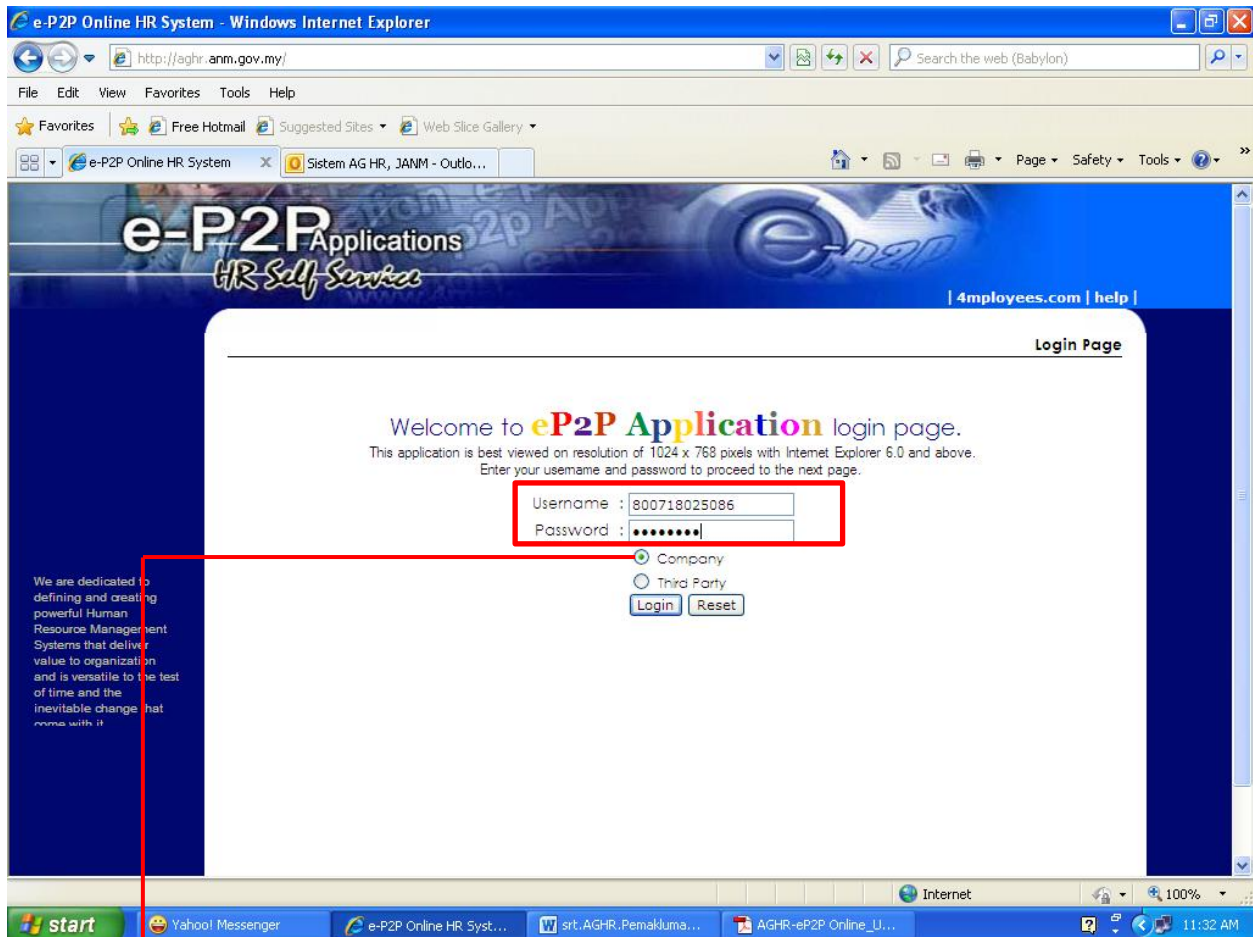 e-P2P Online HR System - Windows Internet Explorer
http://aghr.anm.gov.my/
Search the web (Babylon)
File Edit View Favorites Tools Help
Favorites Free Hotmail Suggested Sites Web Slice Gallery
e-P2P Online HR System X Sistem AG HR, JANM - Outlo... Page Safety Tools »
e-P2P Applications
HR Self Service
e-p2p
| 4mployees.com | help |
Login Page
Welcome to eP2P Application login page.
This application is best viewed on resolution of 1024 x 768 pixels with Internet Explorer 6.0 and above.
Enter your username and password to proceed to the next page.
Username : 800718025086
Password : ••••••••
Company
Third Party
Login Reset
We are dedicated to
defining and creating
powerful Human
Resource Management
Systems that deliver
value to organization
and is versatile to the test
of time and the
inevitable change that
come with it
Internet 100%
start Yahoo! Messenger e-P2P Online HR Syst... srt.AGHR.Pemakluma... AGHR-eP2P Online_U... 11:32 AM